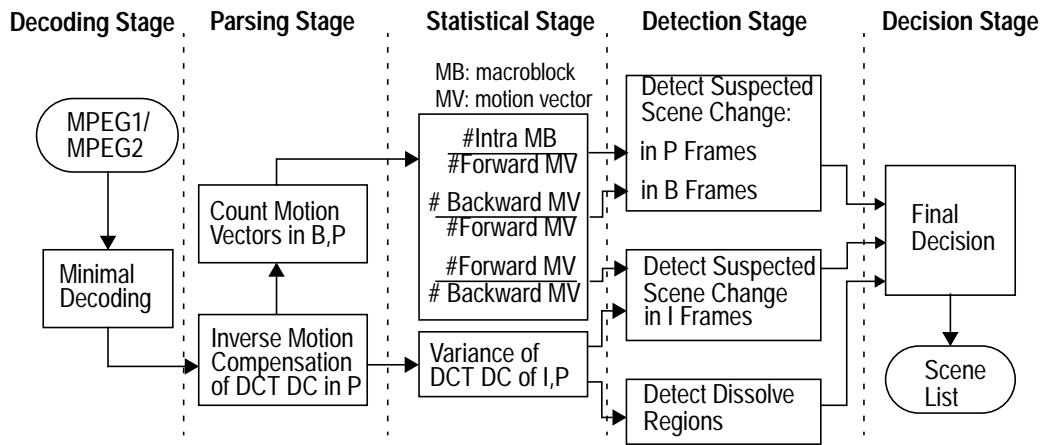 Decoding Stage
Parsing Stage
Statistical Stage
Detection Stage
Decision Stage
MPEG1/
MPEG2
Minimal
Decoding
Count Motion
Vectors in B,P
Inverse Motion
Compensation
of DCT DC in P
MB: macroblock
MV: motion vector
#Intra MB
#Forward MV
# Backward MV
#Forward MV
#Forward MV
# Backward MV
Variance of
DCT DC of I,P
Detect Suspected
Scene Change:
in P Frames
in B Frames
Detect Suspected
Scene Change
in I Frames
Detect Dissolve
Regions
Final
Decision
Scene
List